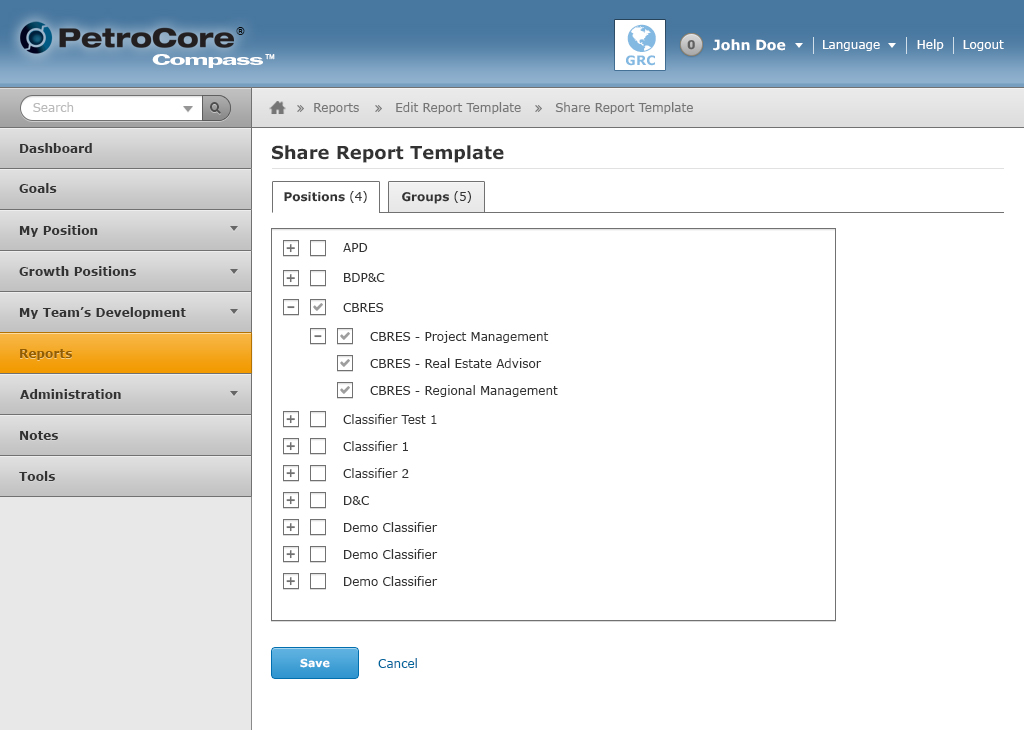 PetroCore®
Compass™
GRC
0 John Doe Language Help Logout
Search
» Reports » Edit Report Template » Share Report Template
Dashboard
Goals
My Position
Growth Positions
My Team’s Development
Reports
Administration
Notes
Tools
Share Report Template
Positions (4) Groups (5)
APD
BDP&C
CBRES
CBRES - Project Management
CBRES - Real Estate Advisor
CBRES - Regional Management
Classifier Test 1
Classifier 1
Classifier 2
D&C
Demo Classifier
Demo Classifier
Demo Classifier
Save Cancel